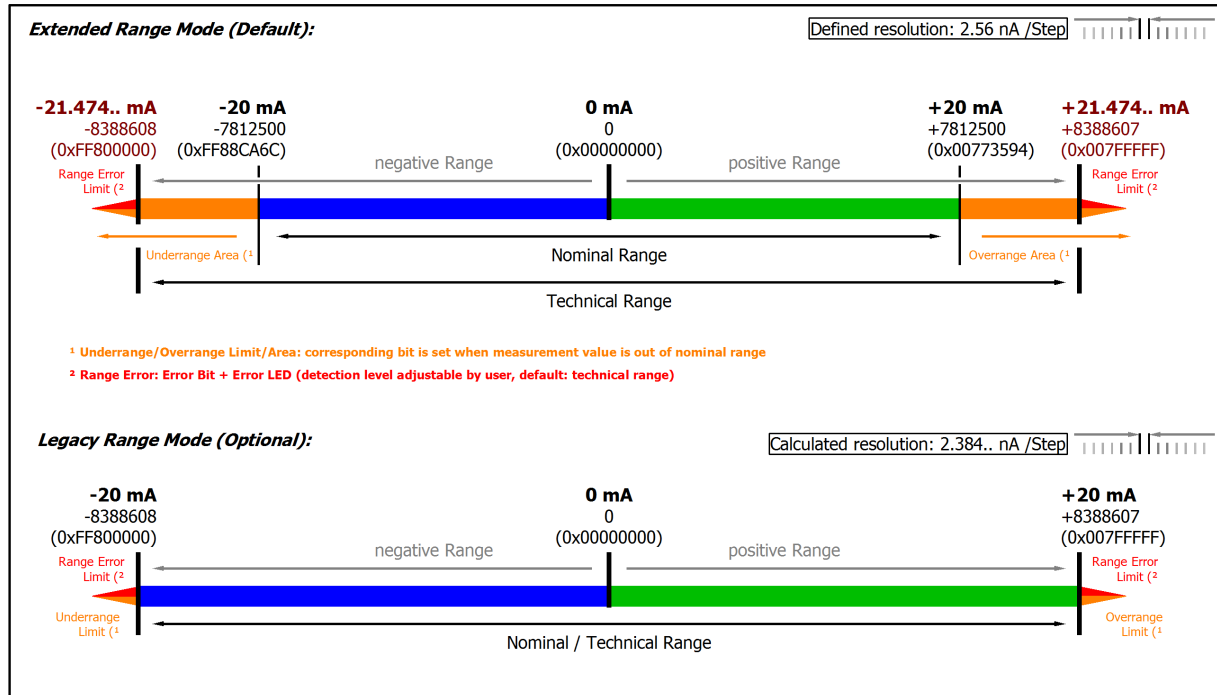 Extended Range Mode (Default):
Defined resolution: 2.56 nA /Step
-21.474.. mA
-8388608
(0xFF800000)
-20 mA
-7812500
(0xFF88CA6C)
0 mA
0
(0x00000000)
+20 mA
+7812500
(0x00773594)
+21.474.. mA
+8388607
(0x007FFFFF)
negative Range
positive Range
Range Error
Limit (²
Range Error
Limit (²
Underrange Area (¹
Nominal Range
Overrange Area (¹
Technical Range
¹ Underrange/Overrange Limit/Area: corresponding bit is set when measurement value is out of nominal range
² Range Error: Error Bit + Error LED (detection level adjustable by user, default: technical range)
Legacy Range Mode (Optional):
Calculated resolution: 2.384.. nA /Step
-20 mA
-8388608
(0xFF800000)
0 mA
0
(0x00000000)
+20 mA
+8388607
(0x007FFFFF)
negative Range
positive Range
Range Error
Limit (²
Range Error
Limit (²
Underrange
Limit (¹
Overrange
Limit (¹
Nominal / Technical Range